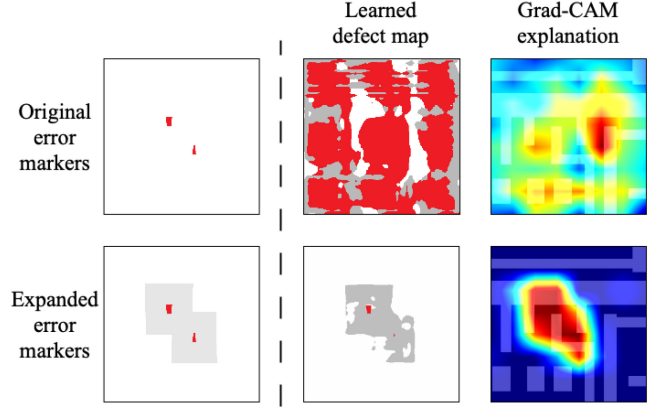 Learned
defect map
Grad-CAM
explanation
Original
error
markers
Expanded
error
markers